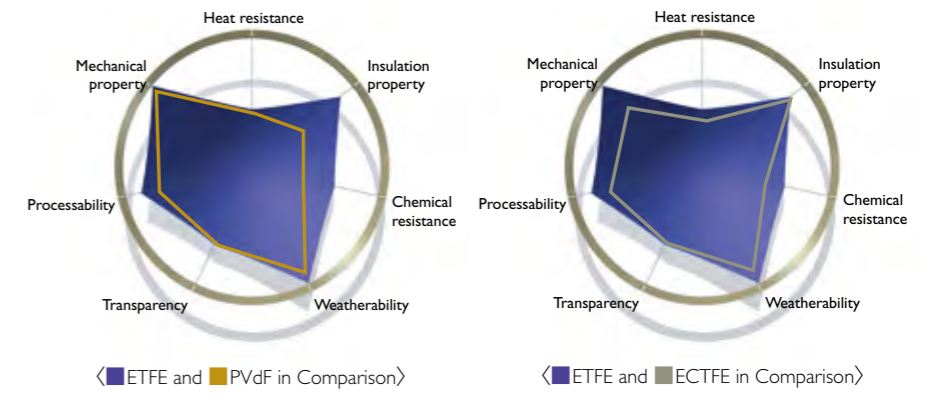 Heat resistance
Mechanical
property
Insulation
property
Processability
Chemical
resistance
Transparency
Weatherability
〈ETFE and PVdF in Comparison〉
Heat resistance
Mechanical
property
Insulation
property
Processability
Chemical
resistance
Transparency
Weatherability
〈ETFE and ECTFE in Comparison〉